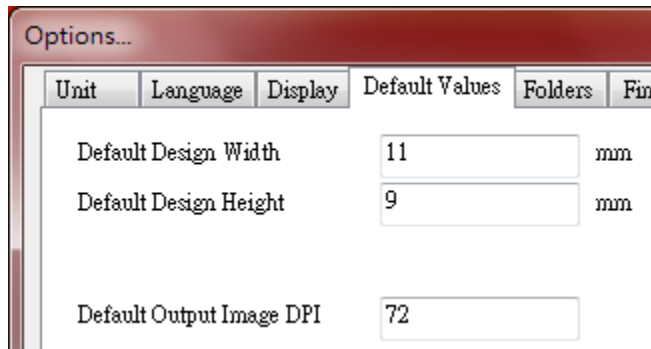 Options...
Unit Language Display Default Values Folders
Default Design Width 11 mm
Default Design Height 9 mm
Default Output Image DPI 72